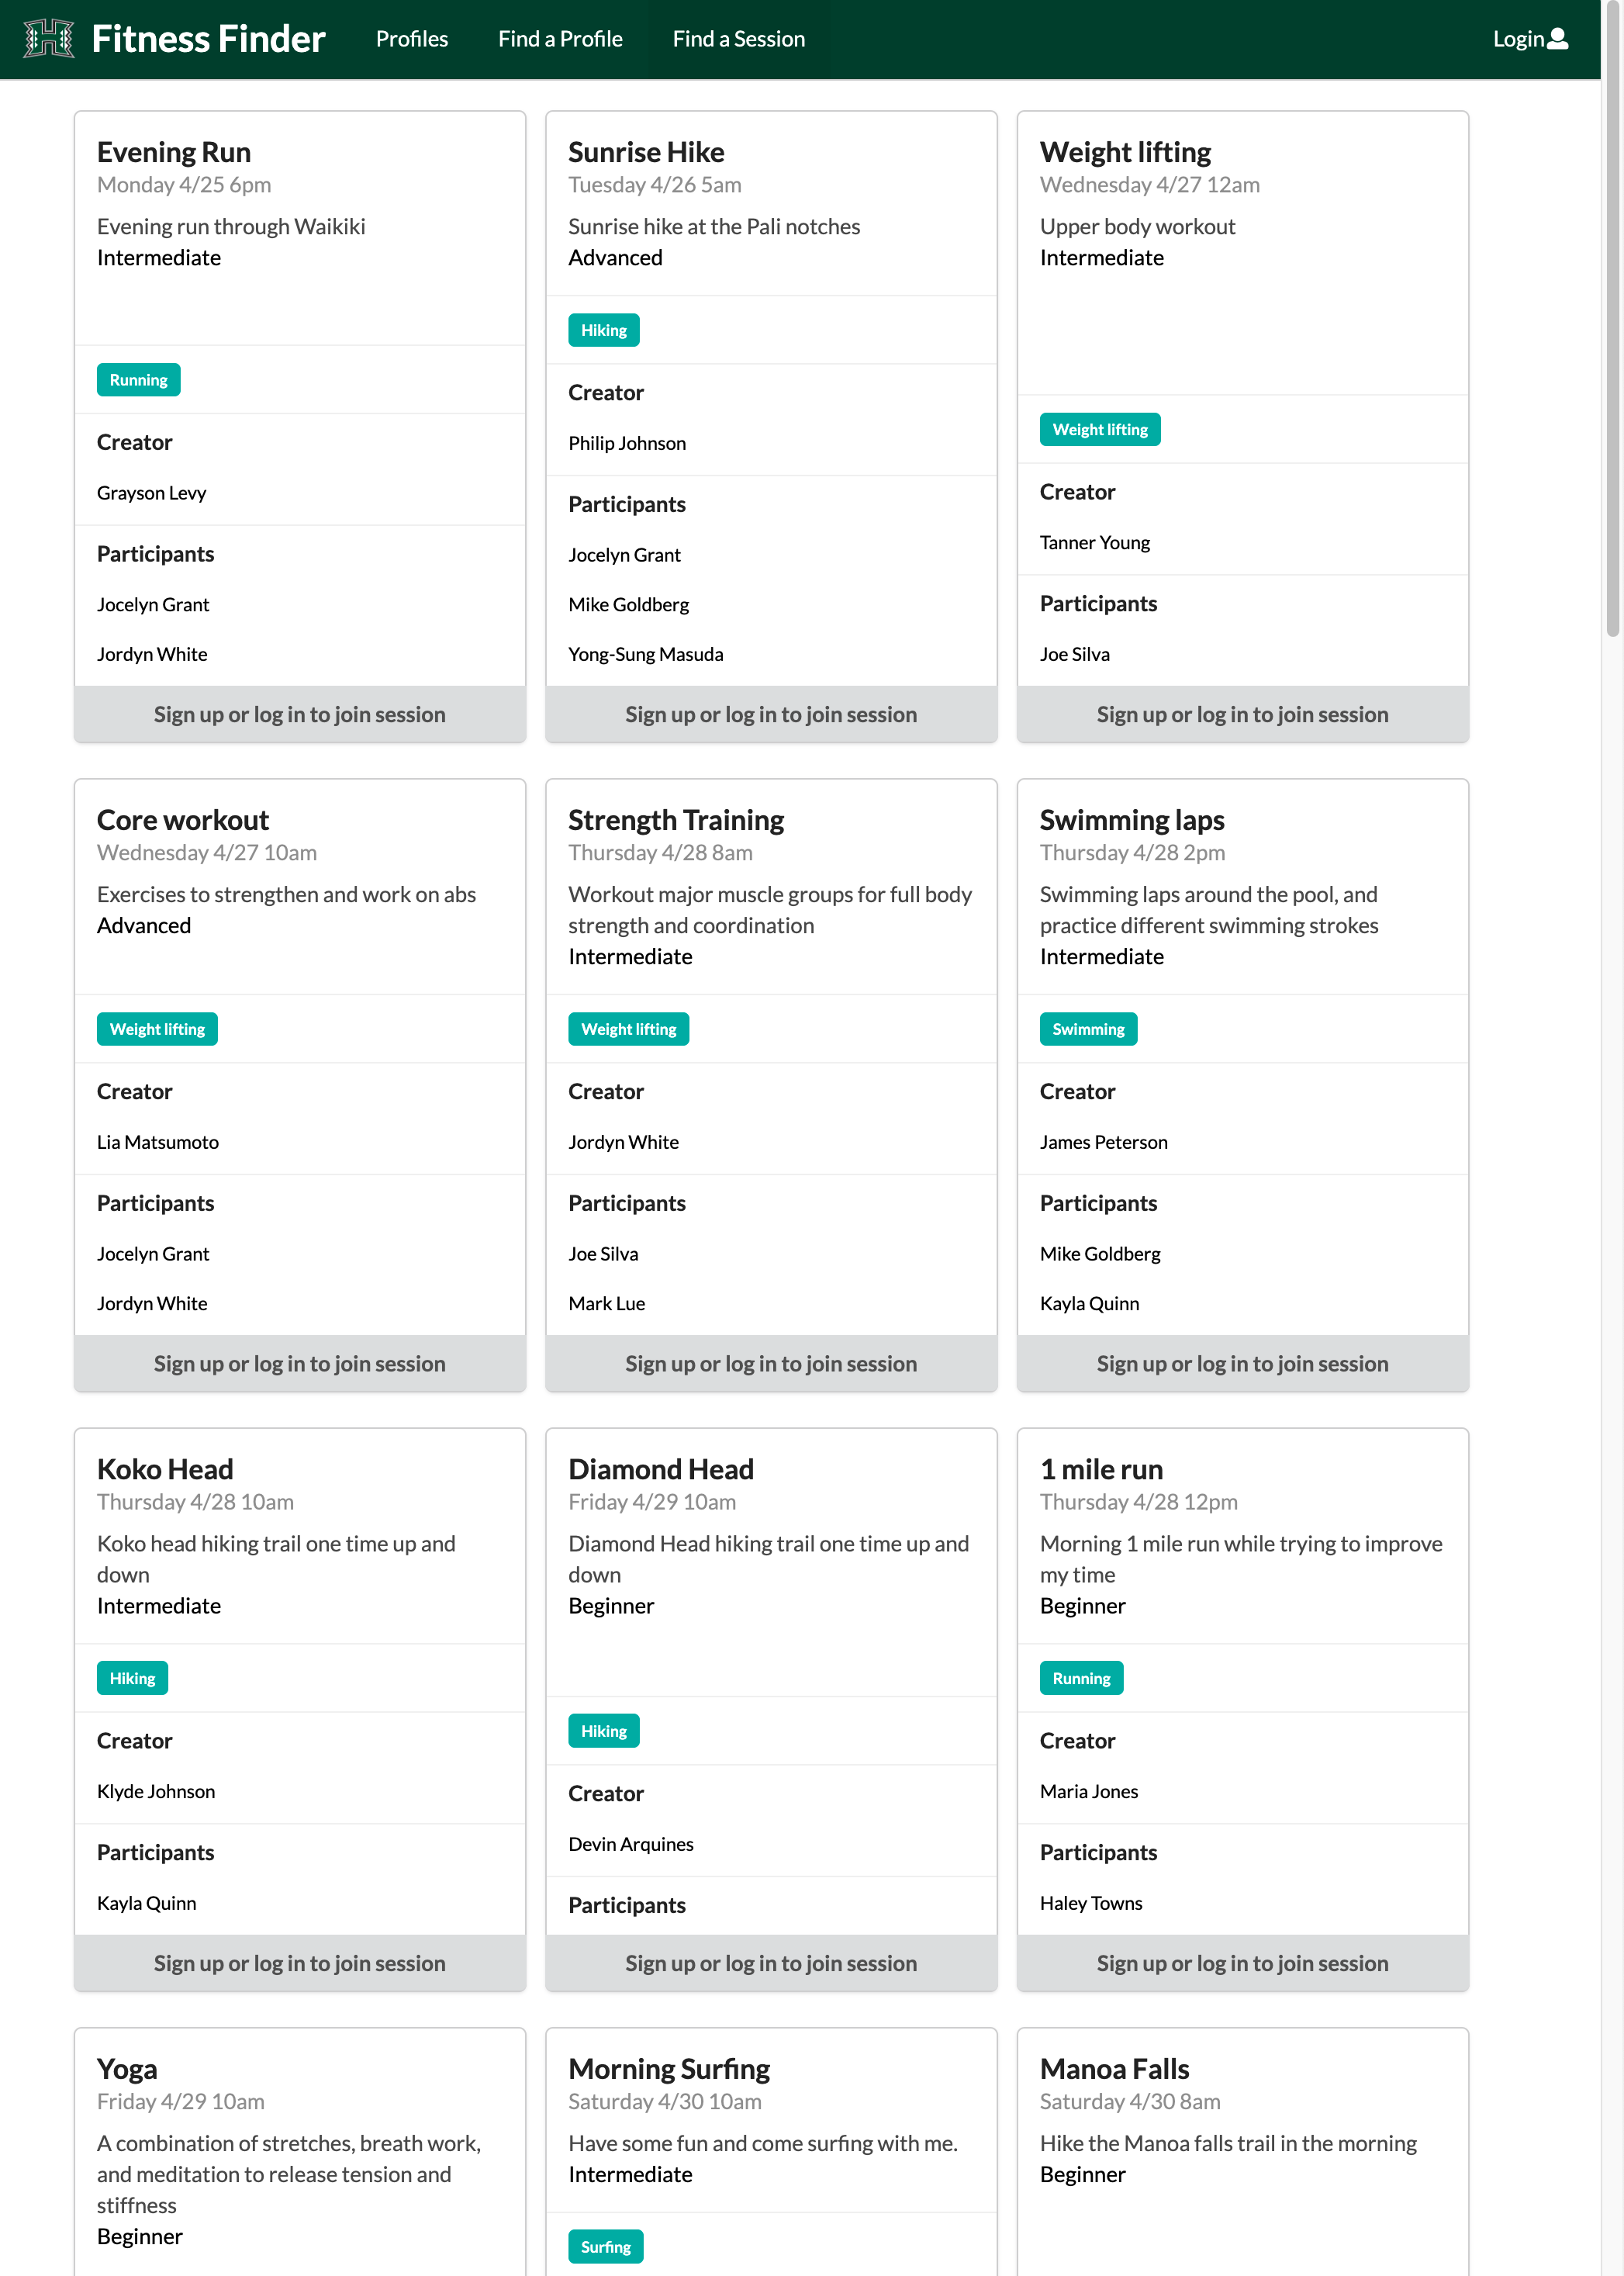 Fitness Finder
Profiles
Find a Profile
Find a Session
Login
Evening Run
Monday 4/25 6pm
Evening run through Waikiki
Intermediate
Running
Creator
Grayson Levy
Participants
Jocelyn Grant
Jordyn White
Sign up or log in to join session
Sunrise Hike
Tuesday 4/26 5am
Sunrise hike at the Pali notches
Advanced
Hiking
Creator
Philip Johnson
Participants
Jocelyn Grant
Mike Goldberg
Yong-Sung Masuda
Sign up or log in to join session
Weight lifting
Wednesday 4/27 12am
Upper body workout
Intermediate
Weight lifting
Creator
Tanner Young
Participants
Joe Silva
Sign up or log in to join session
Core workout
Wednesday 4/27 10am
Exercises to strengthen and work on abs
Advanced
Weight lifting
Creator
Lia Matsumoto
Participants
Jocelyn Grant
Jordyn White
Sign up or log in to join session
Strength Training
Thursday 4/28 8am
Workout major muscle groups for full body
strength and coordination
Intermediate
Weight lifting
Creator
Jordyn White
Participants
Joe Silva
Mark Lue
Sign up or log in to join session
Swimming laps
Thursday 4/28 2pm
Swimming laps around the pool, and
practice different swimming strokes
Intermediate
Swimming
Creator
James Peterson
Participants
Mike Goldberg
Kayla Quinn
Sign up or log in to join session
Koko Head
Thursday 4/28 10am
Koko head hiking trail one time up and
down
Intermediate
Hiking
Creator
Klyde Johnson
Participants
Kayla Quinn
Sign up or log in to join session
Diamond Head
Friday 4/29 10am
Diamond Head hiking trail one time up and
down
Beginner
Hiking
Creator
Devin Arquines
Participants
Sign up or log in to join session
1 mile run
Thursday 4/28 12pm
Morning 1 mile run while trying to improve
my time
Beginner
Running
Creator
Maria Jones
Participants
Haley Towns
Sign up or log in to join session
Yoga
Friday 4/29 10am
A combination of stretches, breath work,
and meditation to release tension and
stiffness
Beginner
Morning Surfing
Saturday 4/30 10am
Have some fun and come surfing with me.
Intermediate
Surfing
Manoa Falls
Saturday 4/30 8am
Hike the Manoa falls trail in the morning
Beginner